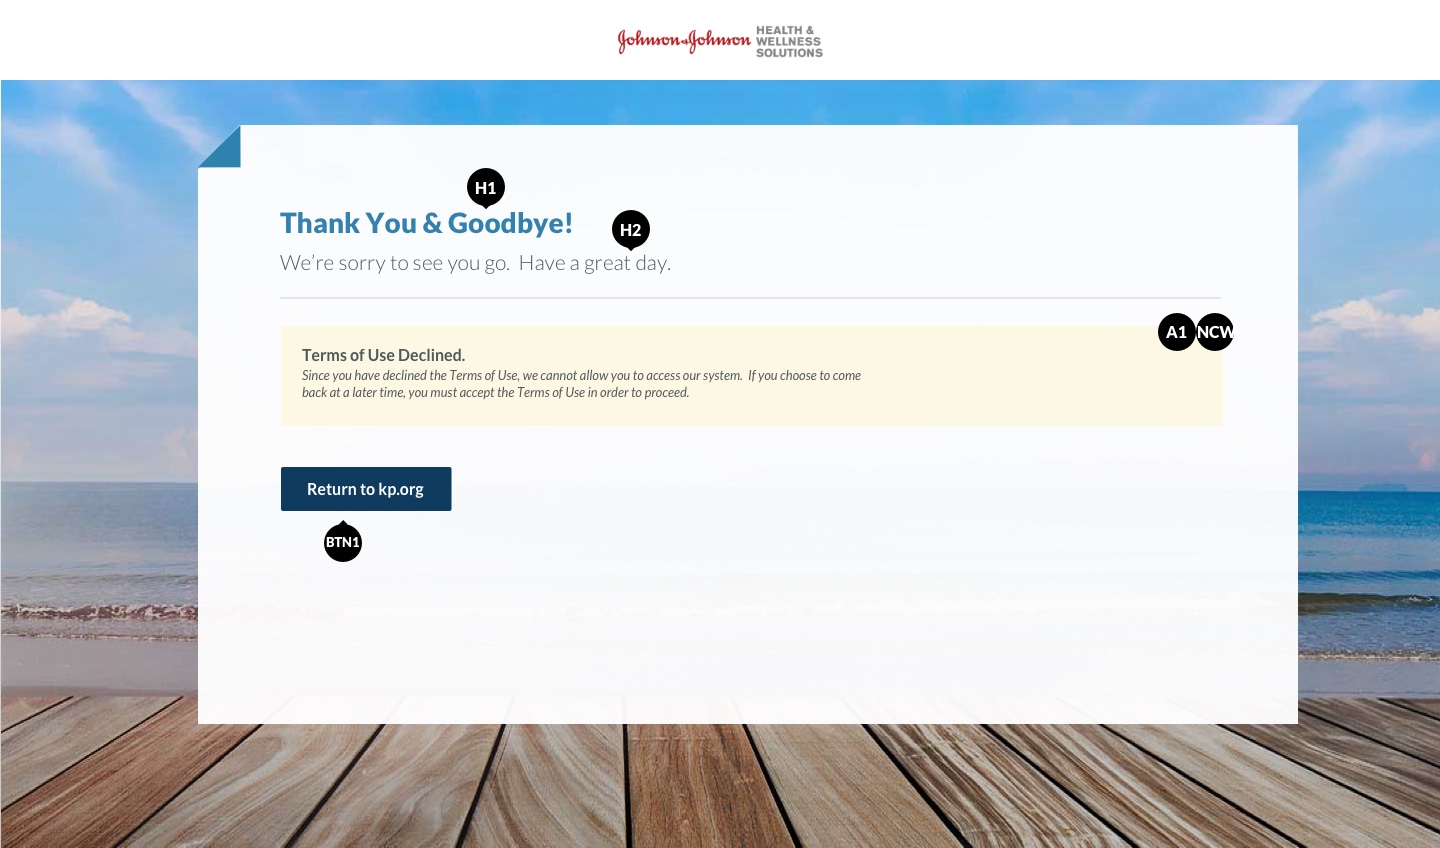 Johnson & Johnson
HEALTH &
WELLNESS
SOLUTIONS
H1
Thank You & Goodbye!
H2
We're sorry to see you go.  Have a great day.
A1 NCW
Terms of Use Declined.
Since you have declined the Terms of Use, we cannot allow you to access our system.  If you choose to come
back at a later time, you must accept the Terms of Use in order to proceed.
Return to kp.org
BTN1